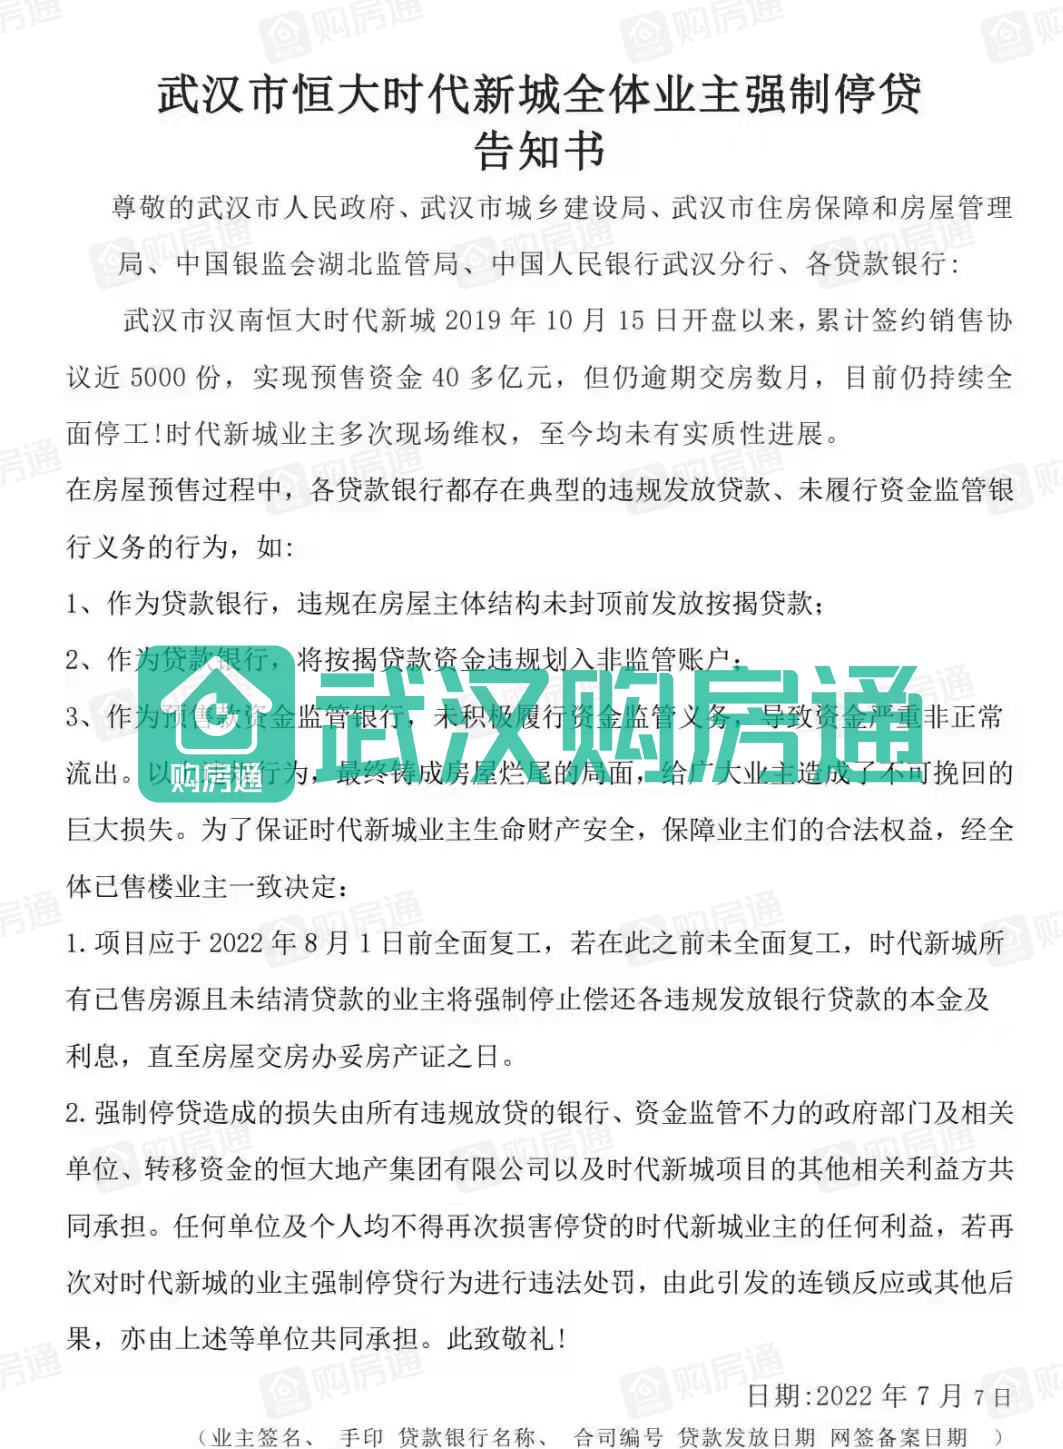 武汉市恒大时代新城全体业主强制停贷
告知书
尊敬的武汉市人民政府、武汉市城乡建设局、武汉市住房保障和房屋管理
局、中国银监会湖北监管局、中国人民银行武汉分行、各贷款银行:
武汉市汉南恒大时代新城 2019 年 10 月 15 日开盘以来,累计签约销售协
议近 5000 份，实现预售资金 40 多亿元，但仍逾期交房数月，目前仍持续全
面停工!时代新城业主多次现场维权，至今均未有实质性进展。
在房屋预售过程中，各贷款银行都存在典型的违规发放贷款、未履行资金监管银
行义务的行为，如:
1、作为贷款银行，违规在房屋主体结构未封顶前发放按揭贷款;
2、作为贷款银行，将按揭贷款资金违规划入非监管账户;
3、作为预售款资金监管银行，未积极履行资金监管义务，导致资金严重非正常
流出。以行为，最终铸成房屋烂尾的局面，给广大业主造成了不可挽回的
武汉购房通
购房通
巨大损失。为了保证时代新城业主生命财产安全，保障业主们的合法权益，经全
体已售楼业主一致决定:
1.项目应于 2022 年 8 月 1 日前全面复工，若在此之前未全面复工，时代新城所
有已售房源且未结清贷款的业主将强制停止偿还各违规发放银行贷款的本金及
利息，直至房屋交房办妥房产证之日。
2.强制停贷造成的损失由所有违规放贷的银行、资金监管不力的政府部门及相关
单位、转移资金的恒大地产集团有限公司以及时代新城项目的其他相关利益方共
同承担。任何单位及个人均不得再次损害停贷的时代新城业主的任何利益，若再
次对时代新城的业主强制停贷行为进行违法处罚，由此引发的连锁反应或其他后
果，亦由上述等单位共同承担。此致敬礼!
日期:2022 年 7 月 7 日
（业主签名、 手印 贷款银行名称、 合司编号 贷款发放日期 网签备案日期 ）